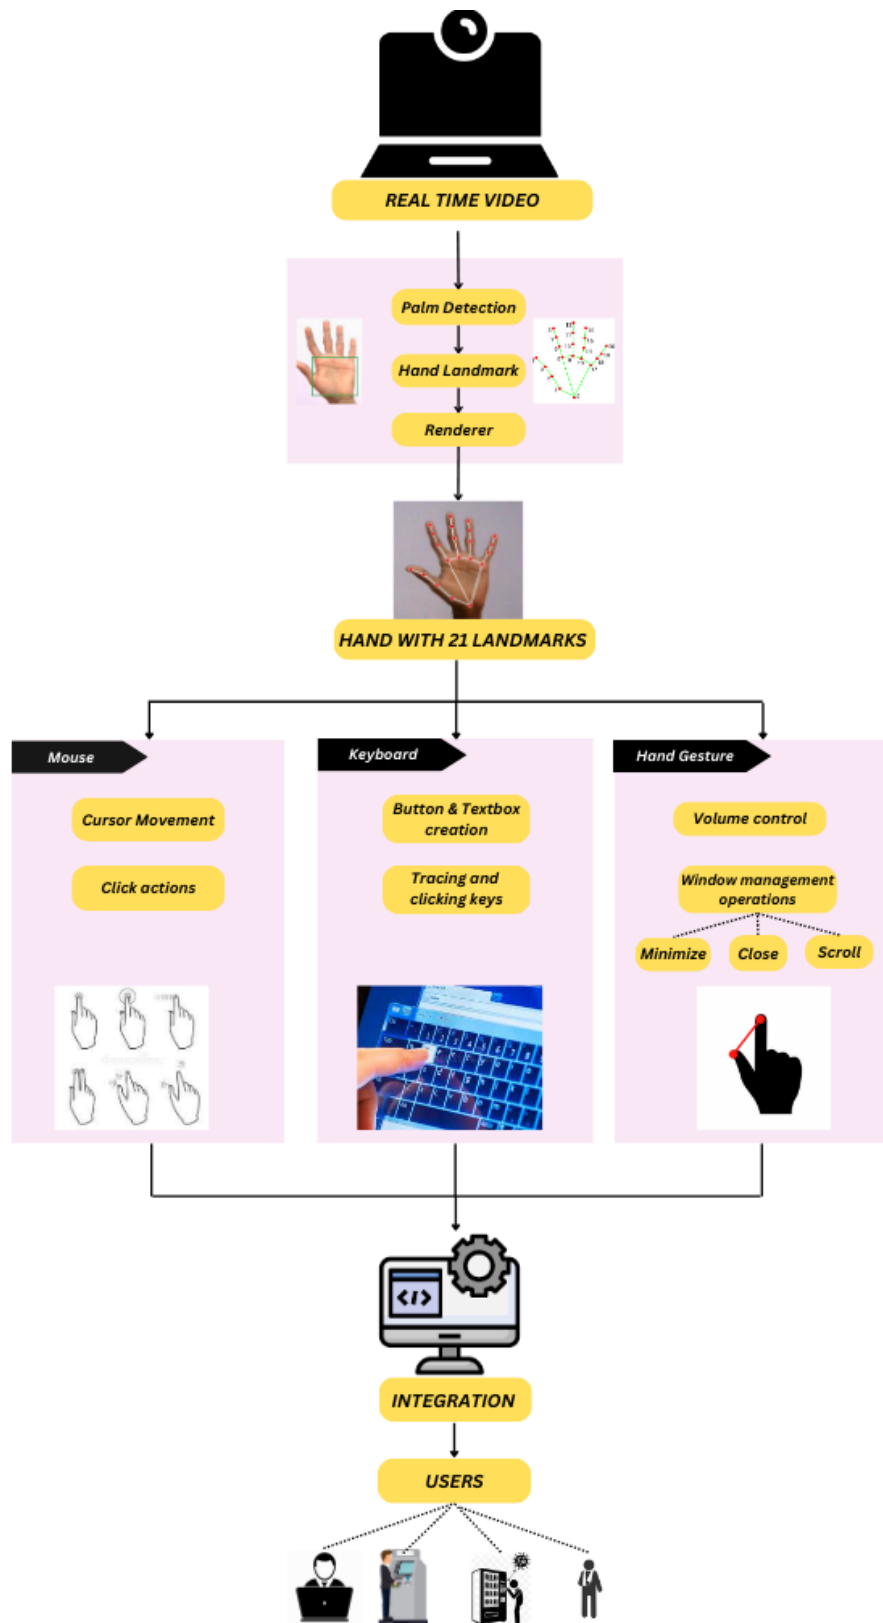 REAL TIME VIDEO
Palm Detection
Hand Landmark
Renderer
HAND WITH 21 LANDMARKS
Mouse
Keyboard
Hand Gesture
Cursor Movement
Click actions
Button & Textbox
creation
Tracing and
clicking keys
Volume control
Window management
operations
Minimize
Close
Scroll
</>
INTEGRATION
USERS